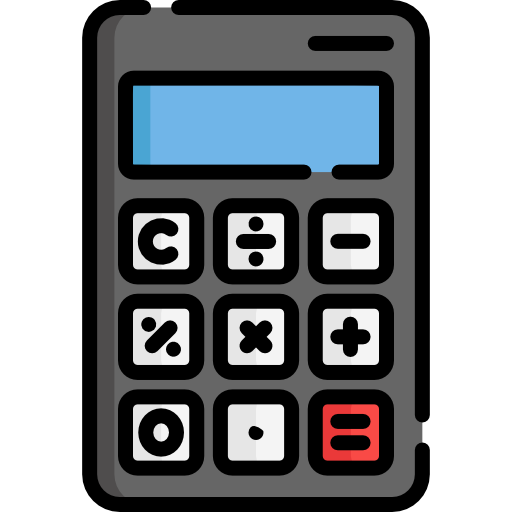 C ÷ -
% × +
0 . =